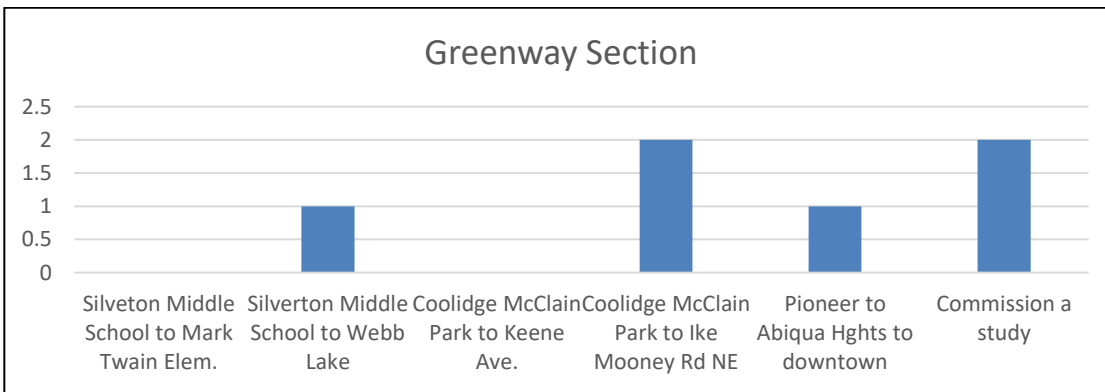 Greenway Section
2.5
2
1.5
1
0.5
0
Silveton Middle
School to Mark
Twain Elem.
Silverton Middle
School to Webb
Lake
Coolidge McClain
Park to Keene
Ave.
Coolidge McClain
Park to Ike
Mooney Rd NE
Pioneer to
Abiqua Hghts to
downtown
Commission a
study